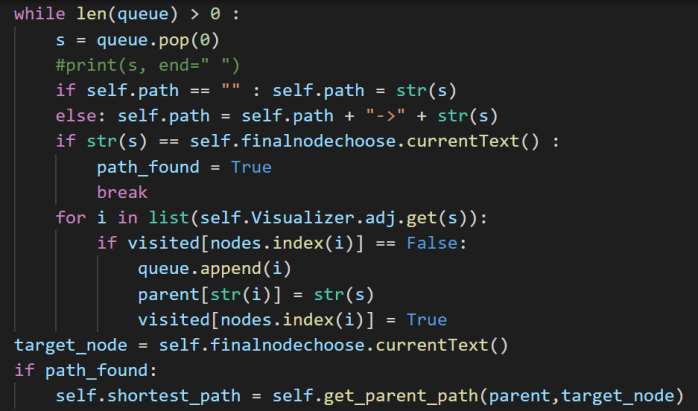 while len(queue) > 0 :
    s = queue.pop(0)
    #print(s, end=" ")
    if self.path == "" : self.path = str(s)
    else: self.path = self.path + "->" + str(s)
    if str(s) == self.finalnodechoose.currentText() :
        path_found = True
        break
    for i in list(self.Visualizer.adj.get(s)):
        if visited[nodes.index(i)] == False:
            queue.append(i)
            parent[str(i)] = str(s)
            visited[nodes.index(i)] = True
target_node = self.finalnodechoose.currentText()
if path_found:
    self.shortest_path = self.get_parent_path(parent,target_node)